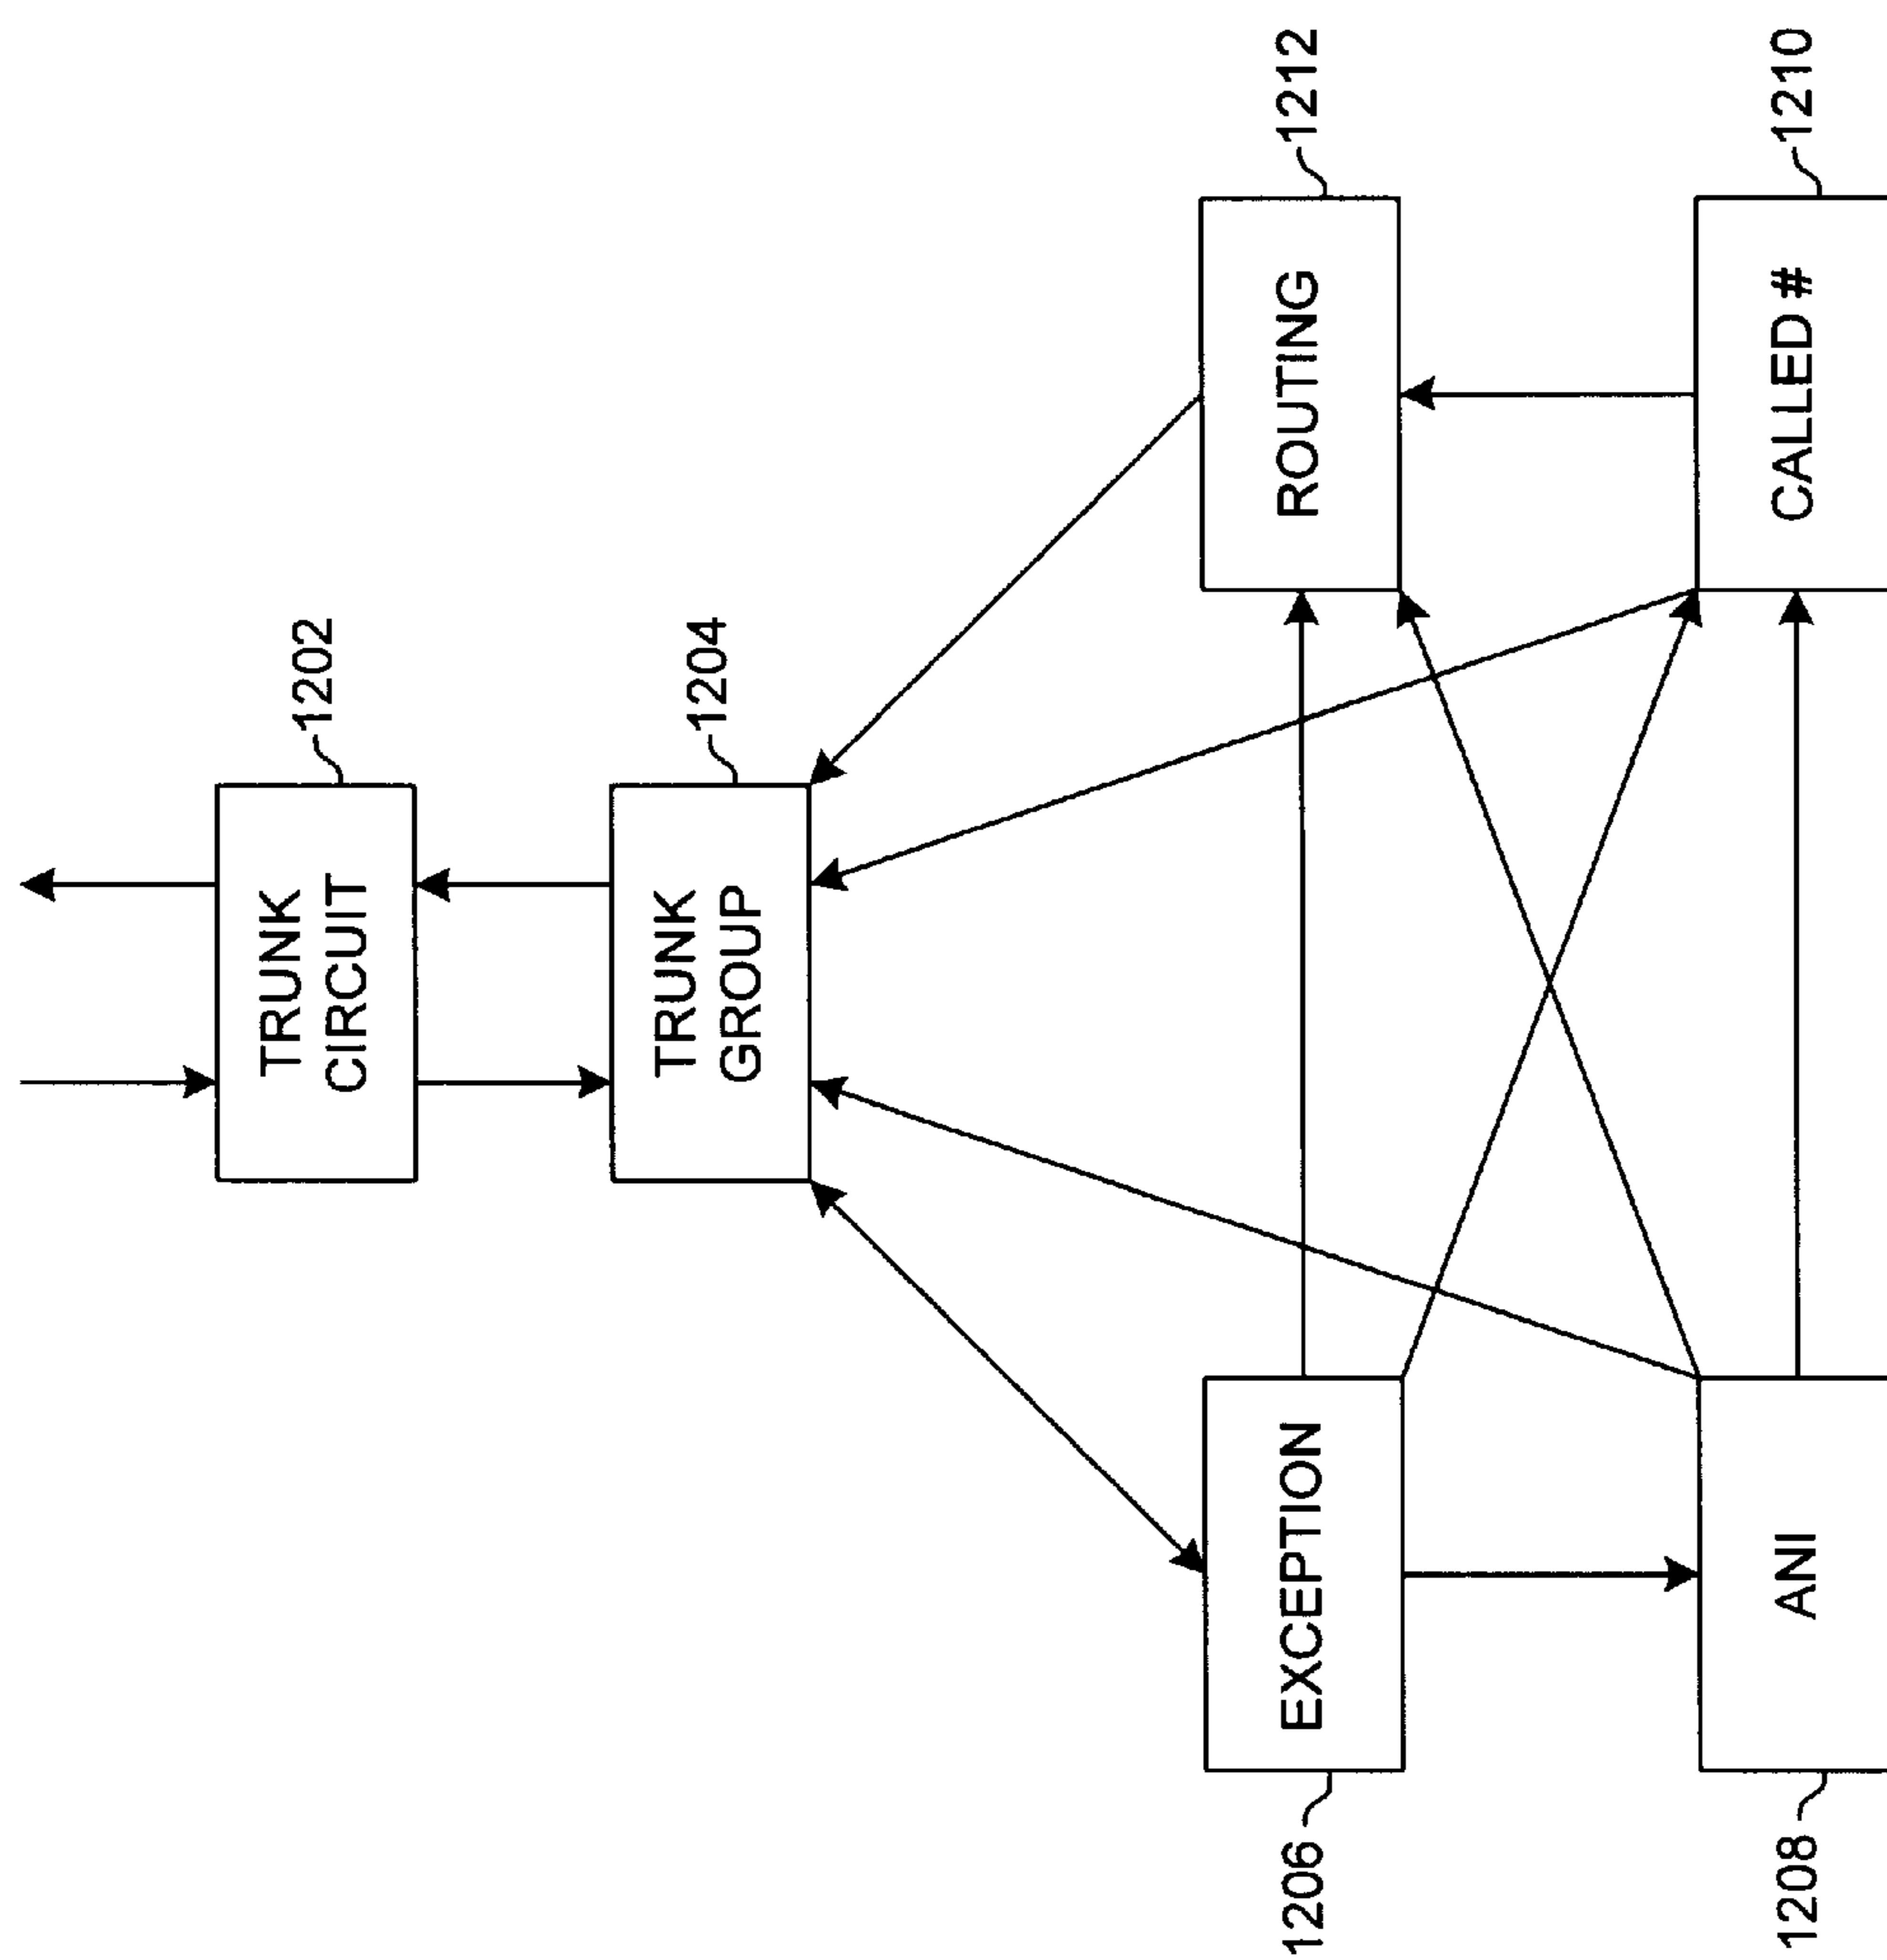 TRUNK
CIRCUIT
1202
TRUNK
GROUP
1204
EXCEPTION
1206
ROUTING
1212
ANI
1208
CALLED #
1210